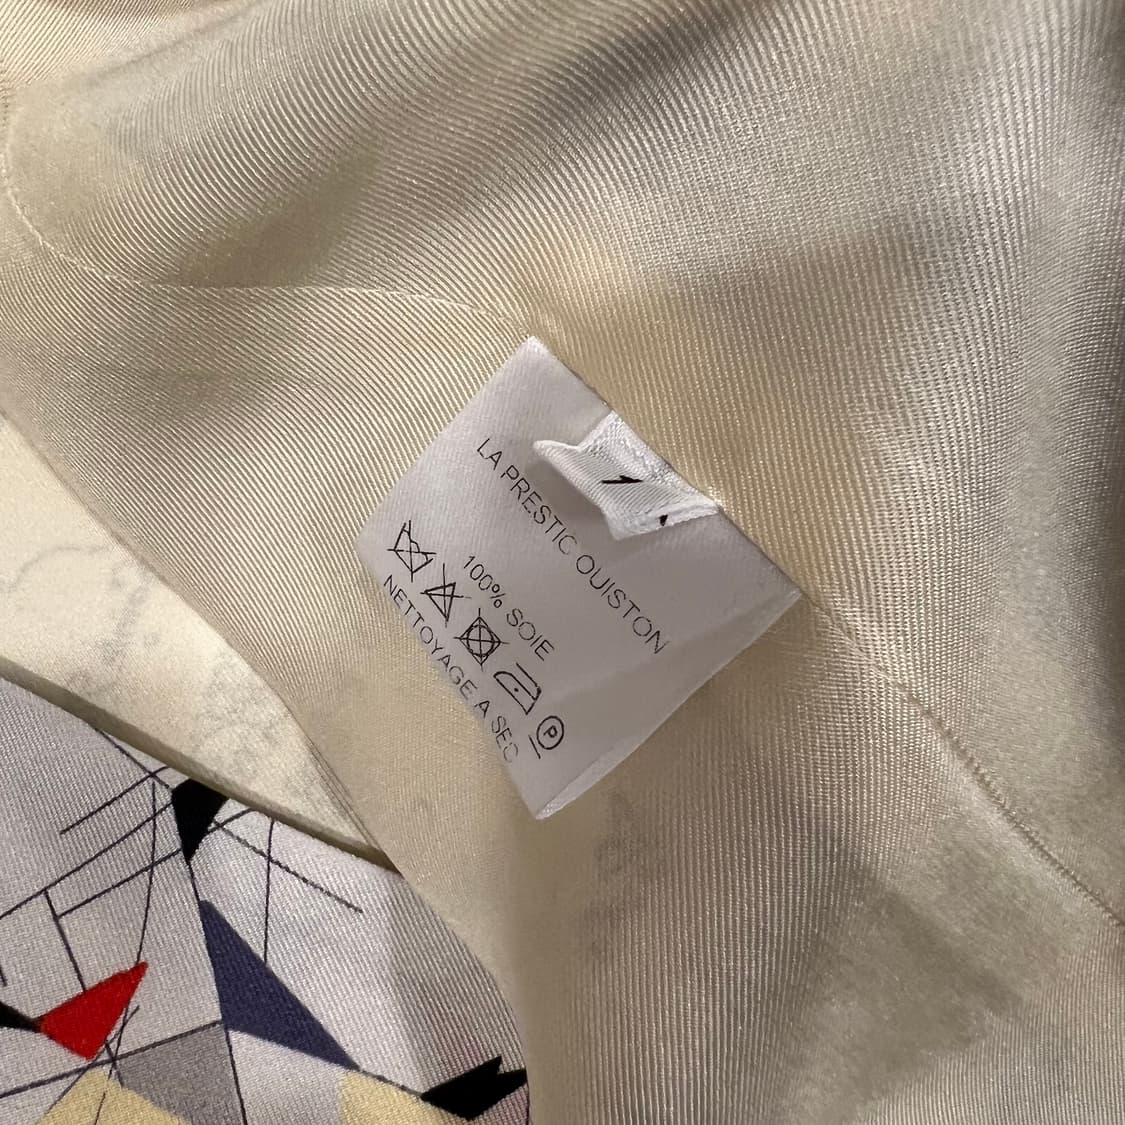 LA PRESTIC OUISTON
100% SOIE
P
NETTOYAGE A SEC